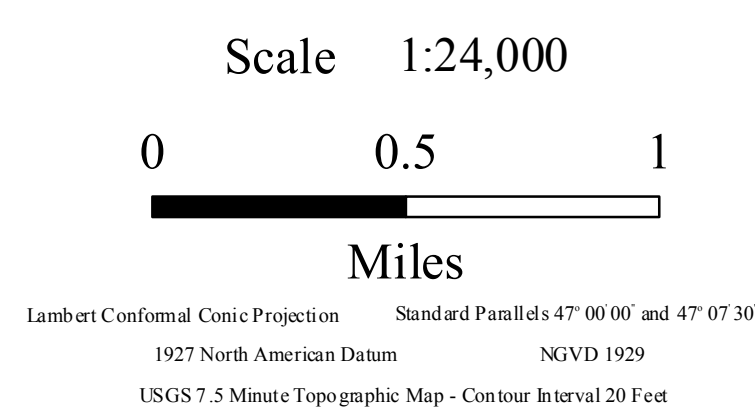 Scale 1:24,000
0 0.5 1
Miles
Lambert Conformal Conic Projection Standard Parallels 47° 00' 00" and 47° 07' 30"
1927 North American Datum NGVD 1929
USGS 7.5 Minute Topographic Map - Contour Interval 20 Feet